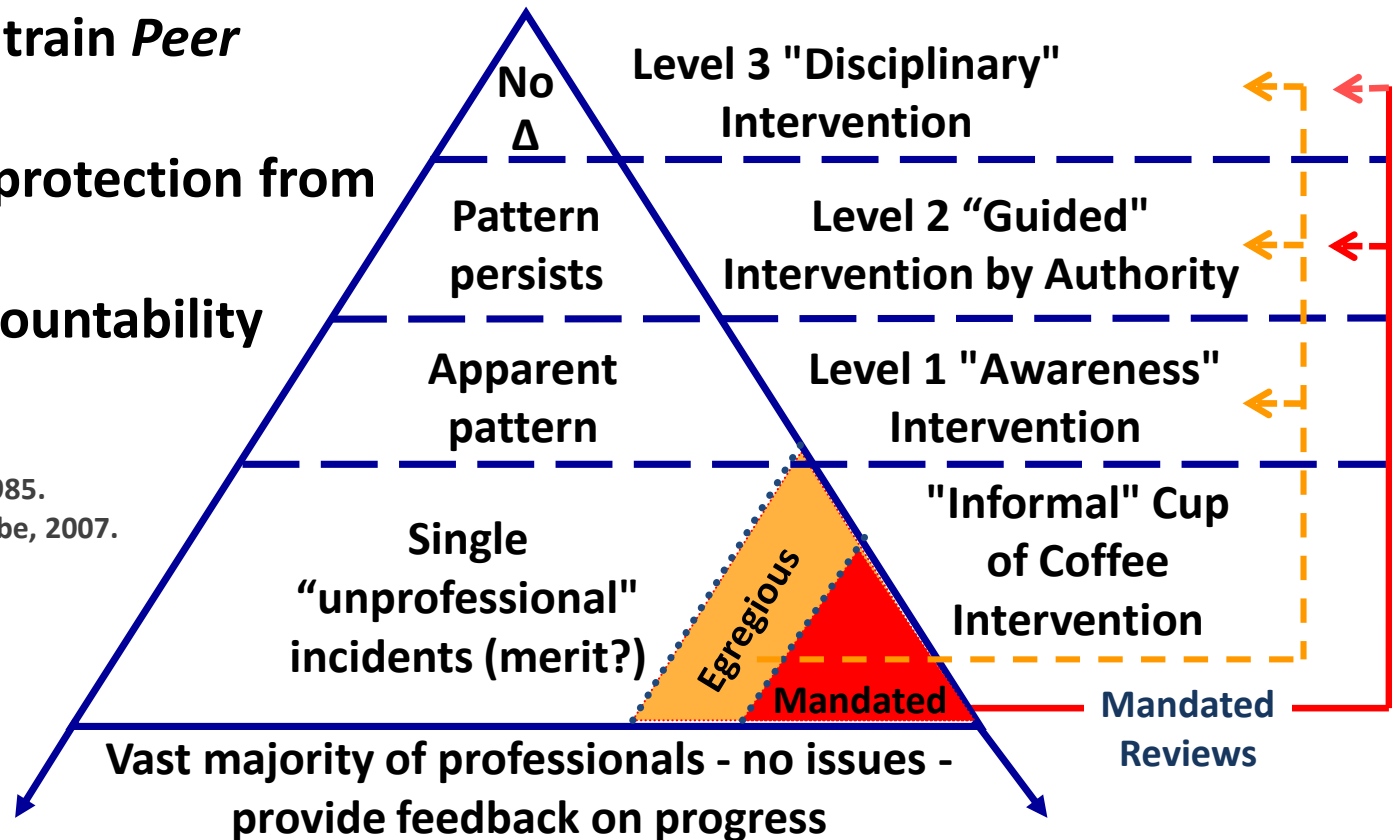 train Peer
protection from
ountability
985.
be, 2007.
No
Δ
Level 3 "Disciplinary"
Intervention
Pattern
persists
Level 2 “Guided"
Intervention by Authority
Apparent
pattern
Level 1 "Awareness"
Intervention
Single
“unprofessional"
incidents (merit?)
Egregious
Mandated
"Informal" Cup
of Coffee
Intervention
Mandated
Reviews
Vast majority of professionals - no issues -
provide feedback on progress